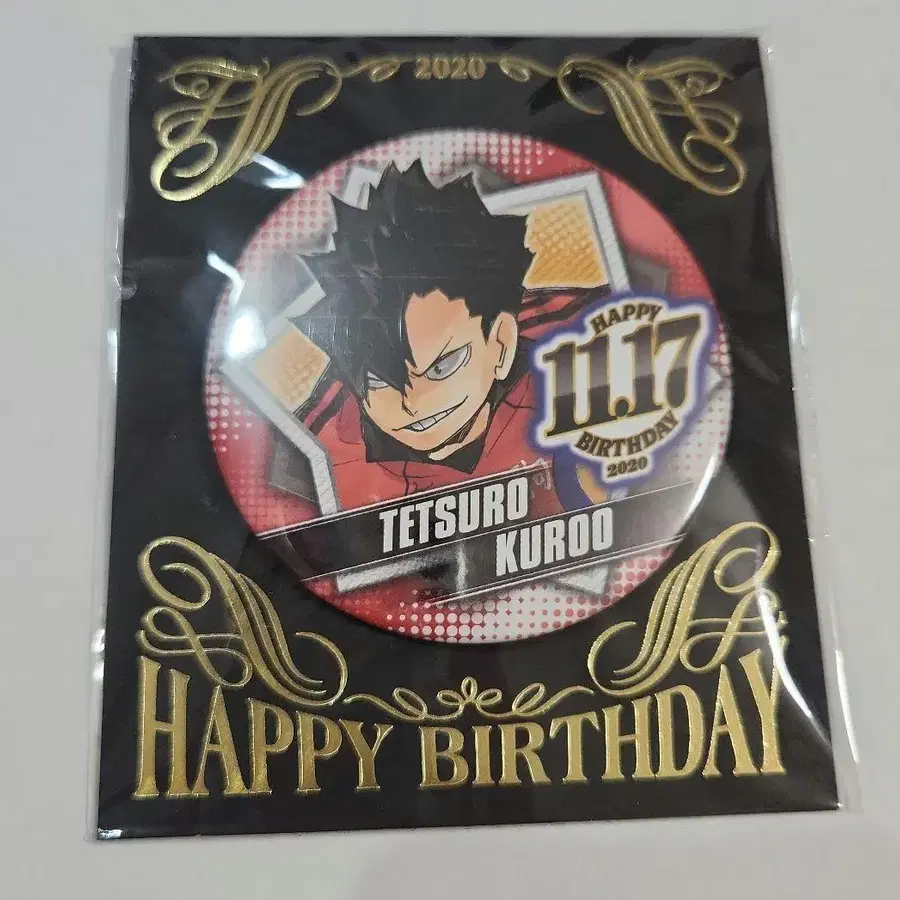 2020
HAPPY
11.17
BIRTHDAY
2020
TETSURO
KUROO
HAPPY BIRTHDAY